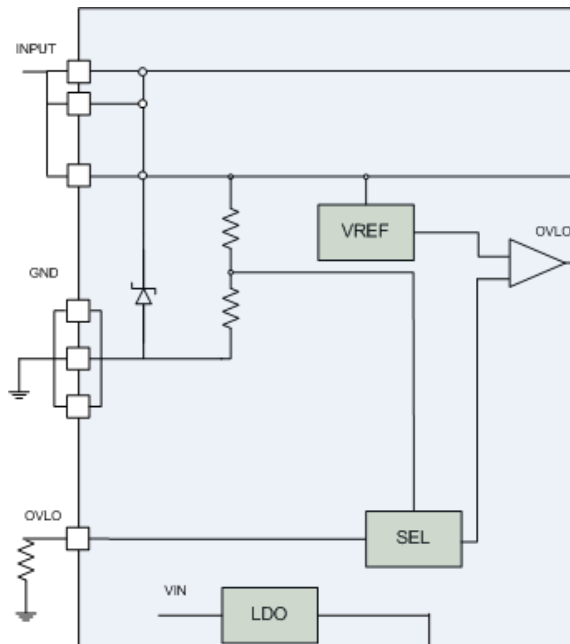 INPUT
VREF
OVLO
GND
OVLO
SEL
VIN
LDO